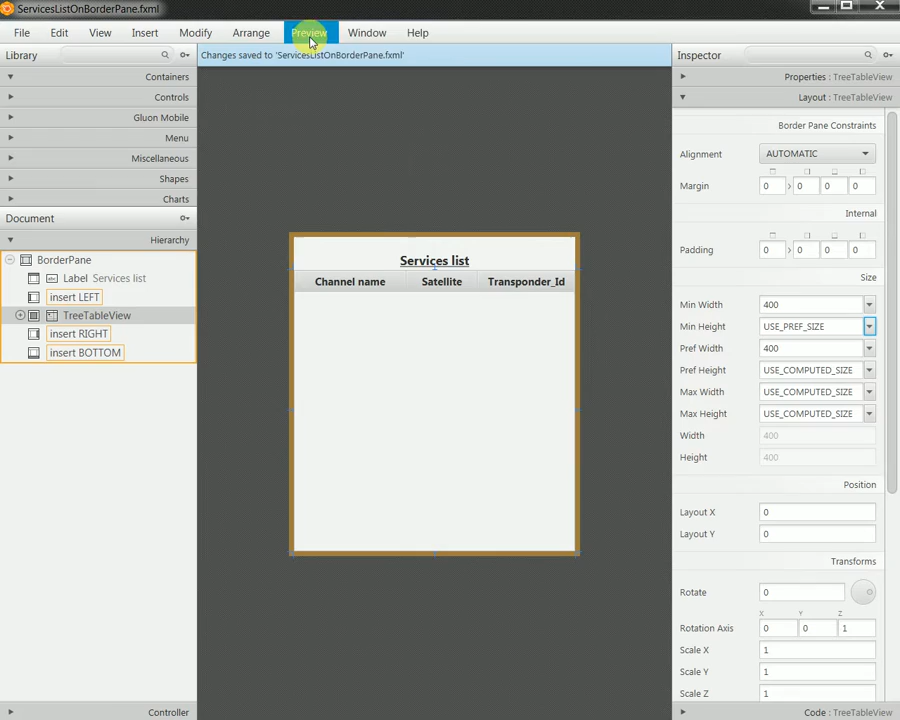 ServicesListOnBorderPane.fxml
File Edit View Insert Modify Arrange Preview Window Help
Library
Changes saved to 'ServicesListOnBorderPane.fxml'
Inspector
Containers
Controls
Gluon Mobile
Menu
Miscellaneous
Shapes
Charts
Document
Hierarchy
BorderPane
Label Services list
insert LEFT
TreeTableView
insert RIGHT
insert BOTTOM
Controller
Services list
Channel name Satellite Transponder_Id
Properties : TreeTableView
Layout : TreeTableView
Border Pane Constraints
Alignment AUTOMATIC
Margin 0 0 0 0
Internal
Padding 0 0 0 0
Size
Min Width 400
Min Height USE_PREF_SIZE
Pref Width 400
Pref Height USE_COMPUTED_SIZE
Max Width USE_COMPUTED_SIZE
Max Height USE_COMPUTED_SIZE
Width 400
Height 400
Position
Layout X 0
Layout Y 0
Transforms
Rotate 0
X Y Z
Rotation Axis 0 0 1
Scale X 1
Scale Y 1
Scale Z 1
Code : TreeTableView